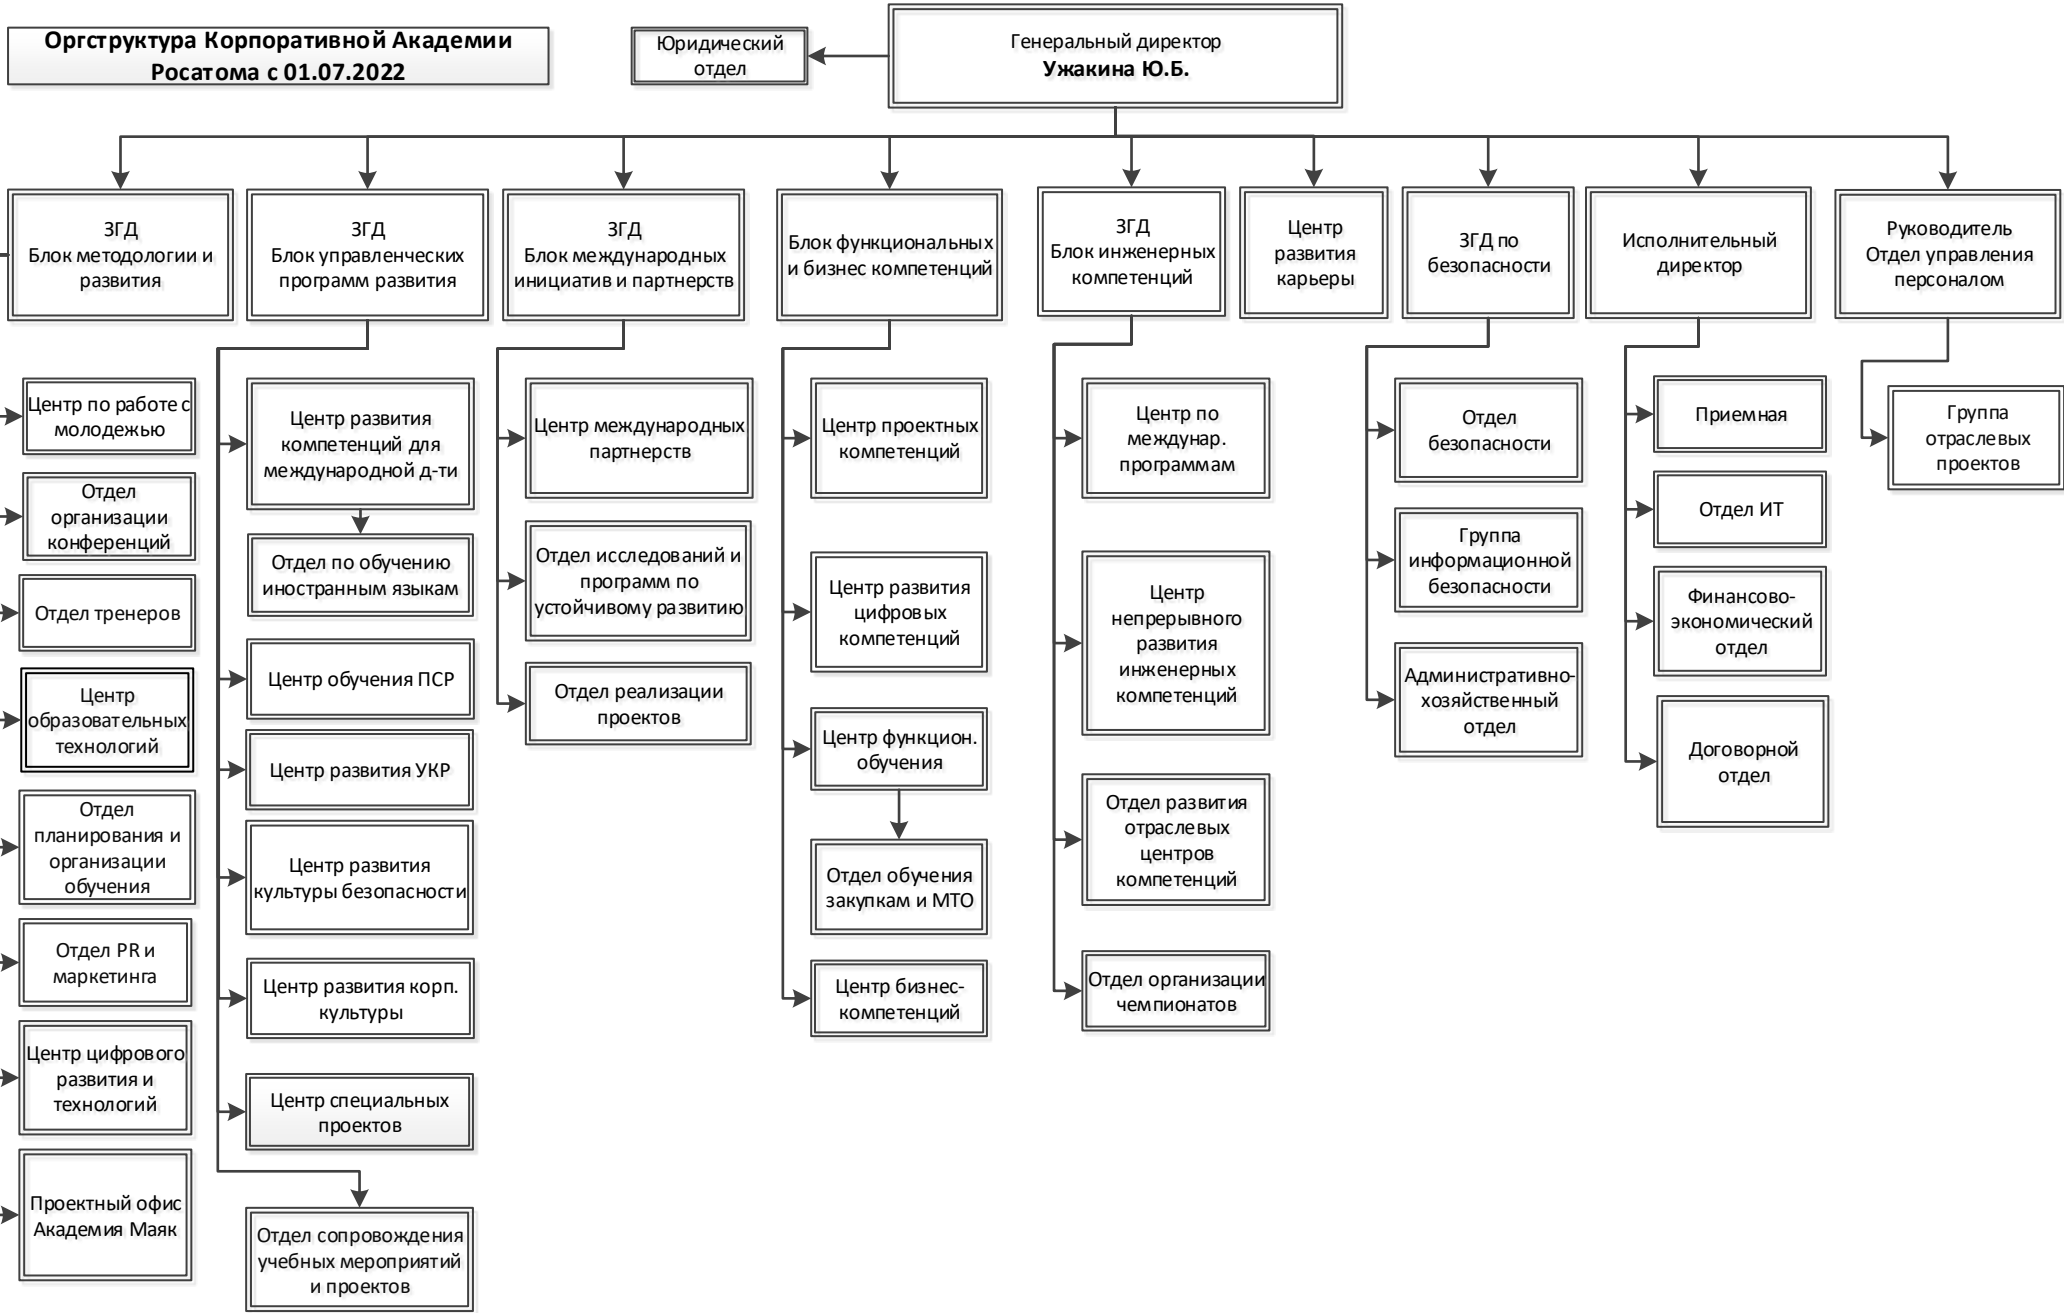 Оргструктура Корпоративной Академии
Росатома с 01.07.2022
Юридический
отдел
Генеральный директор
Ужакина Ю.Б.
ЗГД
Блок методологии и
развития
ЗГД
Блок управленческих
программ развития
ЗГД
Блок международных
инициатив и партнерств
Блок функциональных
и бизнес компетенций
ЗГД
Блок инженерных
компетенций
Центр
развития
карьеры
ЗГД по
безопасности
Исполнительный
директор
Руководитель
Отдел управления
персоналом
Центр по работе с
молодежью
Отдел
организации
конференций
Отдел тренеров
Центр
образовательных
технологий
Отдел
планирования и
организации
обучения
Отдел PR и
маркетинга
Центр цифрового
развития и
технологий
Проектный офис
Академия Маяк
Центр развития
компетенций для
международной д-ти
Отдел по обучению
иностранным языкам
Центр обучения ПСР
Центр развития УКР
Центр развития
культуры безопасности
Центр развития корп.
культуры
Центр специальных
проектов
Отдел сопровождения
учебных мероприятий
и проектов
Центр международных
партнерств
Отдел исследований и
программ по
устойчивому развитию
Отдел реализации
проектов
Центр проектных
компетенций
Центр развития
цифровых
компетенций
Центр функцион.
обучения
Отдел обучения
закупкам и МТО
Центр бизнес-
компетенций
Центр по
междунар.
программам
Центр
непрерывного
развития
инженерных
компетенций
Отдел развития
отраслевых
центров
компетенций
Отдел организации
чемпионатов
Отдел
безопасности
Группа
информационной
безопасности
Административно-
хозяйственный
отдел
Приемная
Отдел ИТ
Финансово-
экономический
отдел
Договорной
отдел
Группа
отраслевых
проектов